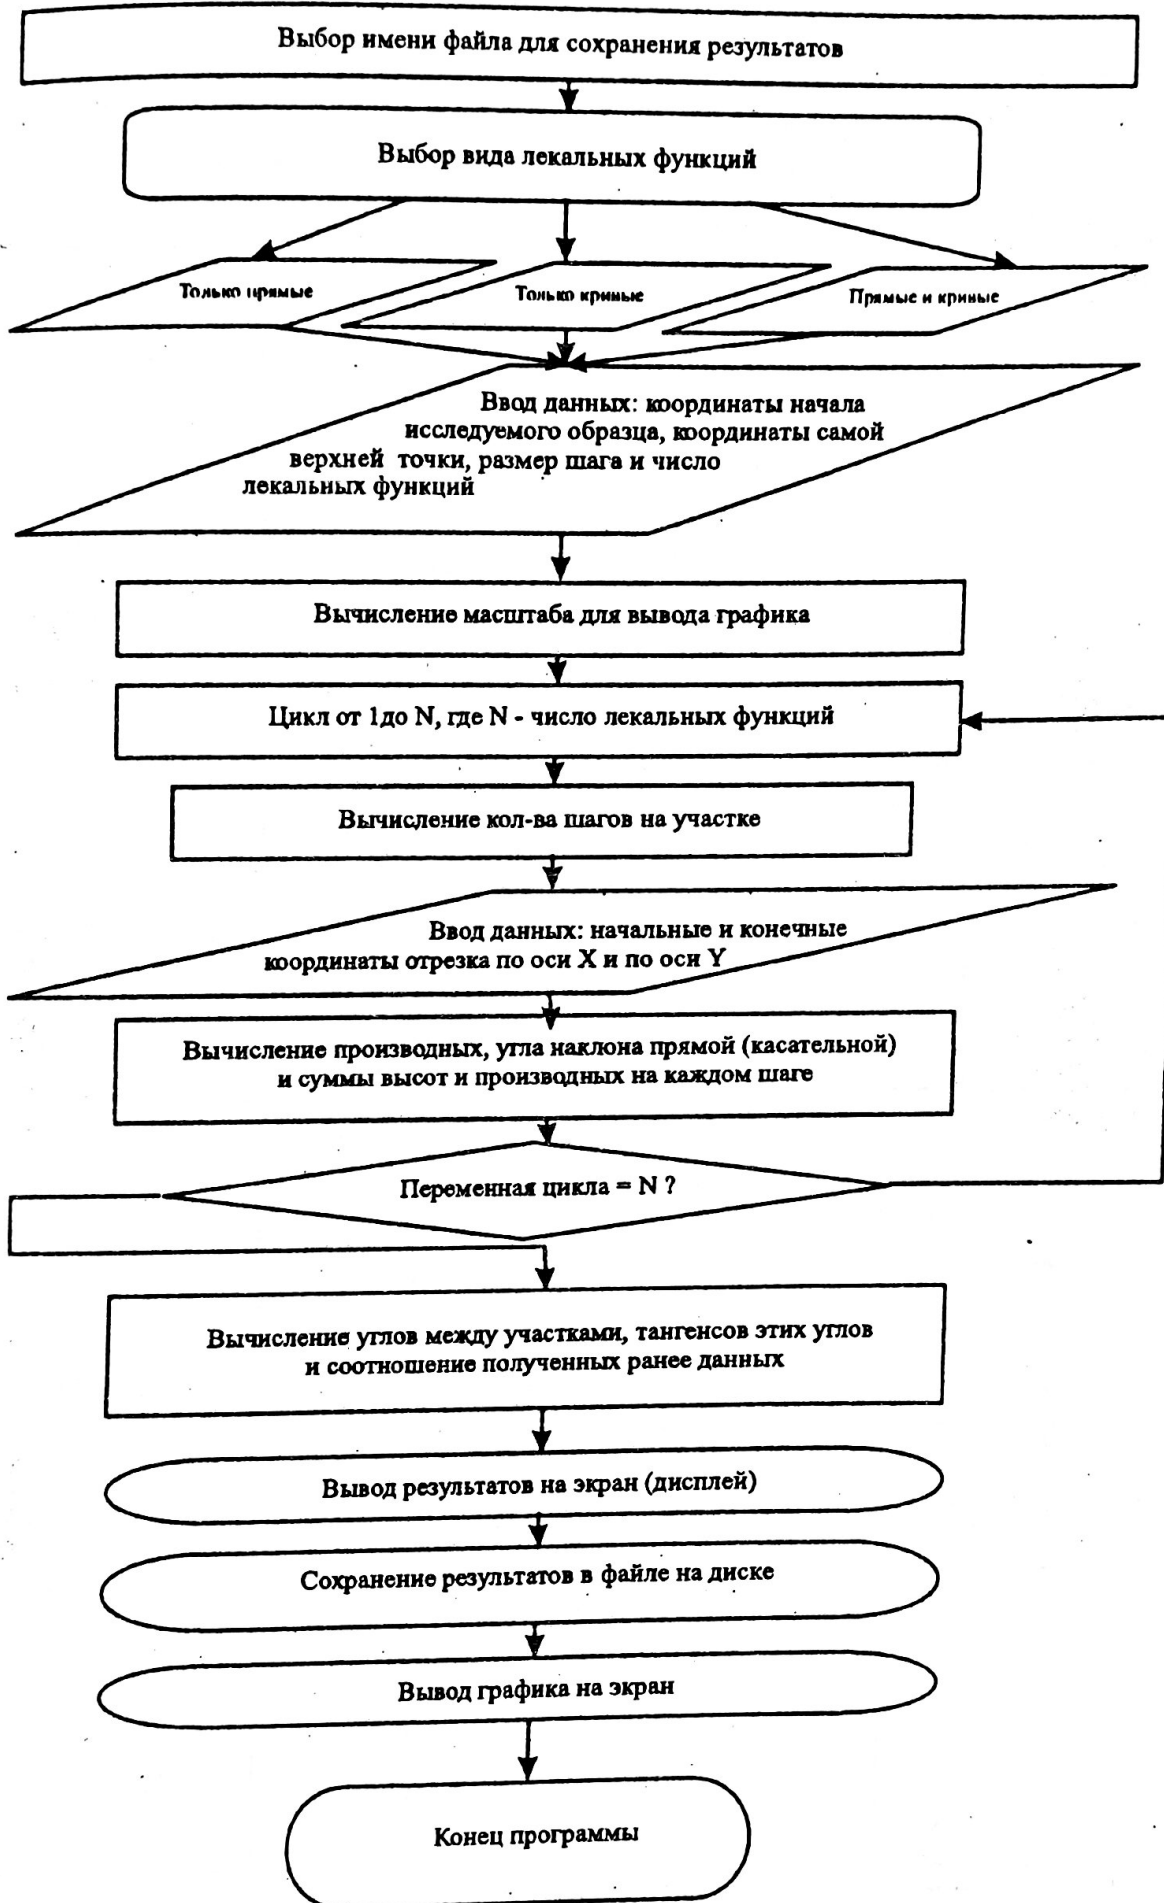 Выбор имени файла для сохранения результатов
Выбор вида лекальных функций
Только прямые
Только кривые
Прямые и кривые
Ввод данных: координаты начала
исследуемого образца, координаты самой
верхней точки, размер шага и число
лекальных функций
Вычисление масштаба для вывода графика
Цикл от 1до N, где N - число лекальных функций
Вычисление кол-ва шагов на участке
Ввод данных: начальные и конечные
координаты отрезка по оси X и по оси Y
Вычисление производных, угла наклона прямой (касательной)
и суммы высот и производных на каждом шаге
Переменная цикла = N ?
Вычисление углов между участками, тангенсов этих углов
и соотношение полученных ранее данных
Вывод результатов на экран (дисплей)
Сохранение результатов в файле на диске
Вывод графика на экран
Конец программы